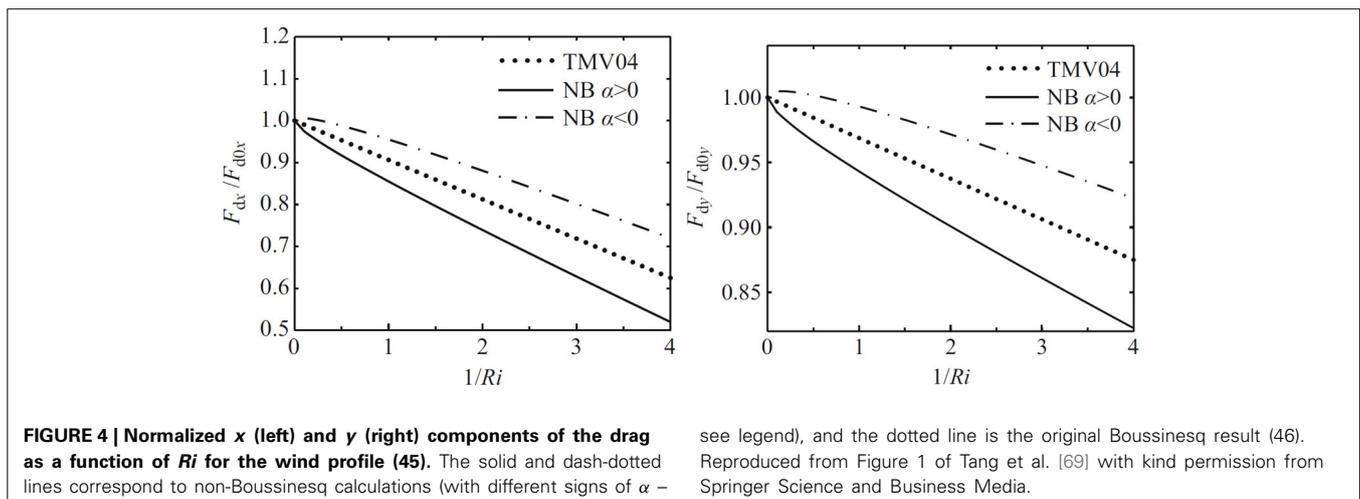 1.2
1.1
1.0
0.9
0.8
0.7
0.6
0.5
F_dx /F_d0x
TMV04
NB α>0
NB α<0
0 1 2 3 4
1/Ri
1.00
0.95
0.90
0.85
F_dy /F_d0y
TMV04
NB α>0
NB α<0
0 1 2 3 4
1/Ri
FIGURE 4 | Normalized x (left) and y (right) components of the drag
as a function of Ri for the wind profile (45). The solid and dash-dotted
lines correspond to non-Boussinesq calculations (with different signs of α –
see legend), and the dotted line is the original Boussinesq result (46).
Reproduced from Figure 1 of Tang et al. [69] with kind permission from
Springer Science and Business Media.